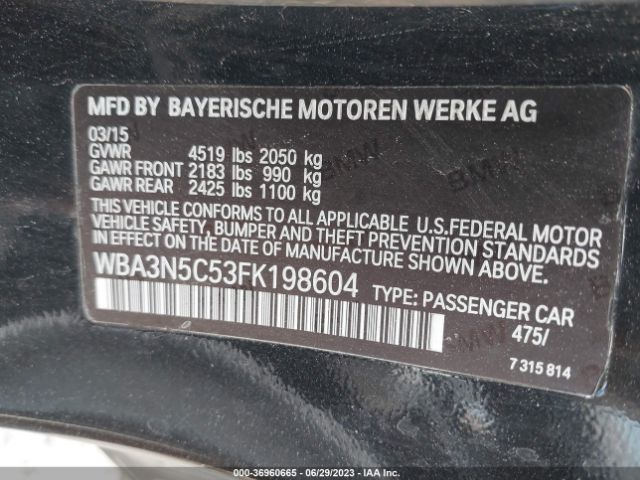 MFD BY BAYERISCHE MOTOREN WERKE AG
03/15
GVWR 4519 lbs 2050 kg
GAWR FRONT 2183 lbs 990 kg
GAWR REAR 2425 lbs 1100 kg
THIS VEHICLE CONFORMS TO ALL APPLICABLE U.S.FEDERAL MOTOR
VEHICLE SAFETY, BUMPER AND THEFT PREVENTION STANDARDS
IN EFFECT ON THE DATE OF MANUFACTURE SHOWN ABOVE.
WBA3N5C53FK198604 TYPE: PASSENGER CAR
475/
7 315 814
000-36960665 - 06/29/2023 - IAA Inc.